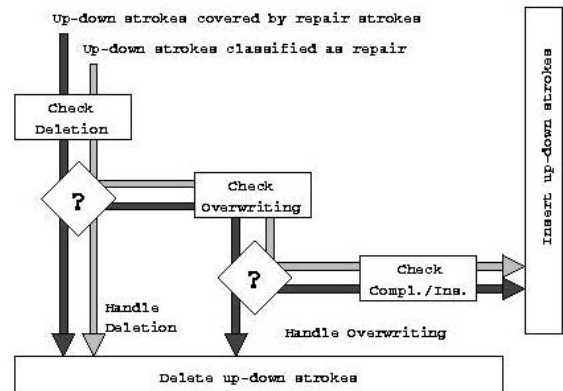 Up-down strokes covered by repair strokes
Up-down strokes classified as repair
Check
Deletion
?
Check
Overwriting
?
Check
Compl./Ins.
Insert up-down strokes
Handle
Deletion
Handle Overwriting
Delete up-down strokes